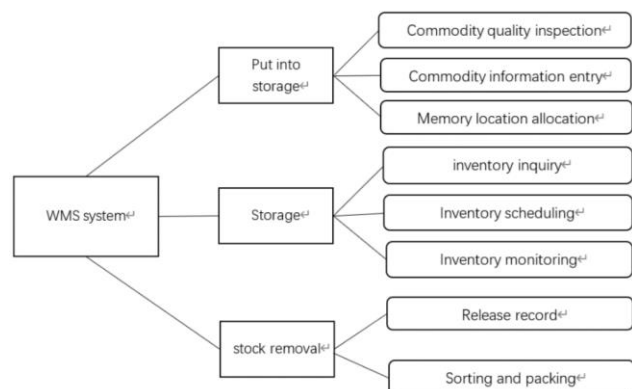 Commodity quality inspection↵
Put into
storage↵
Commodity information entry↵
Memory location allocation↵
inventory inquiry↵
WMS system↵
Storage↵
Inventory scheduling↵
Inventory monitoring↵
Release record↵
stock removal↵
Sorting and packing↵